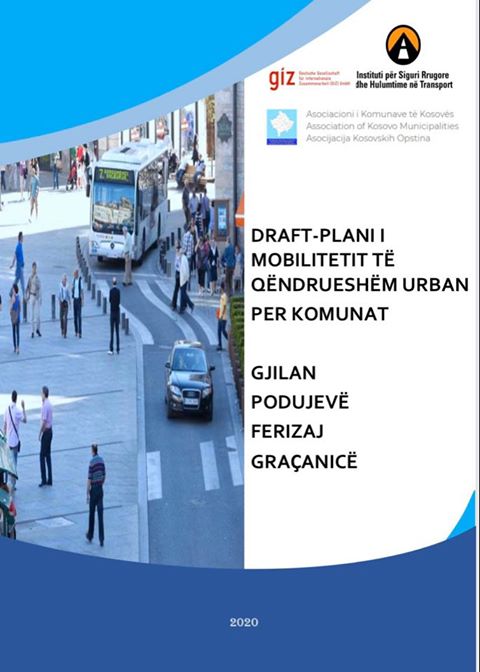 giz
Deutsche Gesellschaft
für Internationale
Zusammenarbeit (GIZ) GmbH
Instituti për Siguri Rrugore
dhe Hulumtime në Transport
Asociacioni i Komunave të Kosovës
Association of Kosovo Municipalities
Asocijacija Kosovskih Opstina
DRAFT-PLANI I
MOBILITETIT TË
QËNDRUESHËM URBAN
PER KOMUNAT
GJILAN
PODUJEVË
FERIZAJ
GRAÇANICË
2020